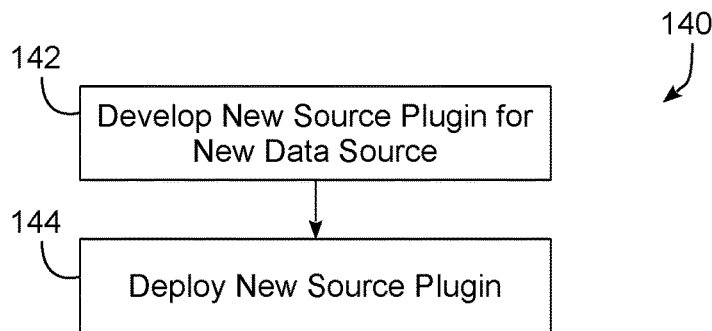 140
142
Develop New Source Plugin for
New Data Source
144
Deploy New Source Plugin